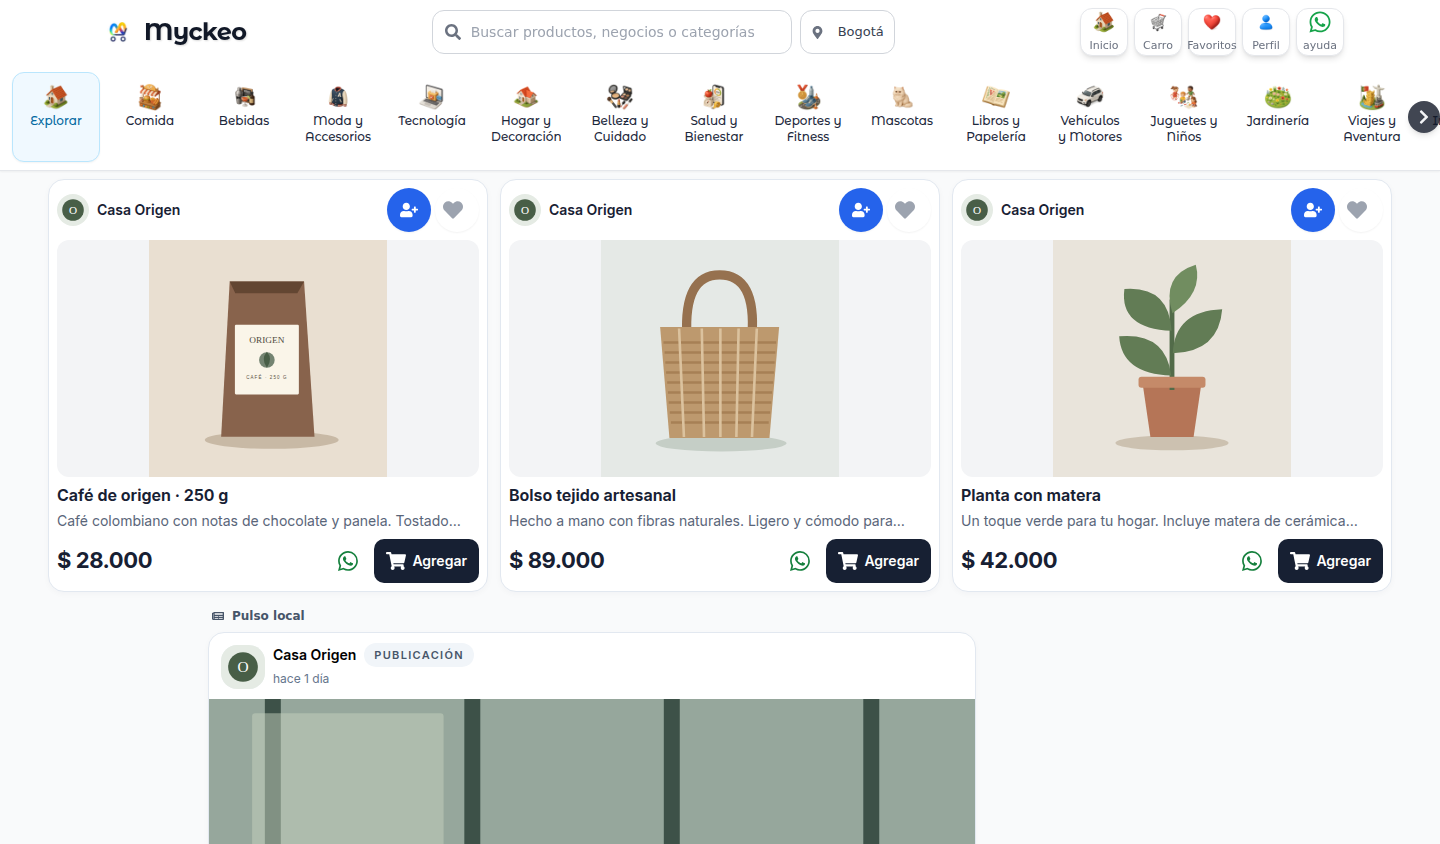 Myckeo
Buscar productos, negocios o categorías
Bogotá
Inicio
Carro
Favoritos
Perfil
ayuda
Explorar
Comida
Bebidas
Moda y
Accesorios
Tecnología
Hogar y
Decoración
Belleza y
Cuidado
Salud y
Bienestar
Deportes y
Fitness
Mascotas
Libros y
Papelería
Vehículos
y Motores
Juguetes y
Niños
Jardinería
Viajes y
Aventura
O
Casa Origen
ORIGEN
CAFÉ · 250 G
Café de origen · 250 g
Café colombiano con notas de chocolate y panela. Tostado...
$ 28.000
Agregar
O
Casa Origen
Bolso tejido artesanal
Hecho a mano con fibras naturales. Ligero y cómodo para...
$ 89.000
Agregar
O
Casa Origen
Planta con matera
Un toque verde para tu hogar. Incluye matera de cerámica...
$ 42.000
Agregar
Pulso local
O
Casa Origen PUBLICACIÓN
hace 1 día